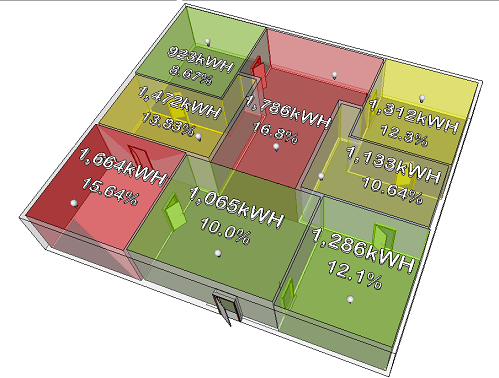 923kWH
8.67%
1,472kWH
13.83%
1,786kWH
16.8%
1,312kWH
12.3%
1,133kWH
10.64%
1,664kWH
15.64%
1,065kWH
10.0%
1,286kWH
12.1%